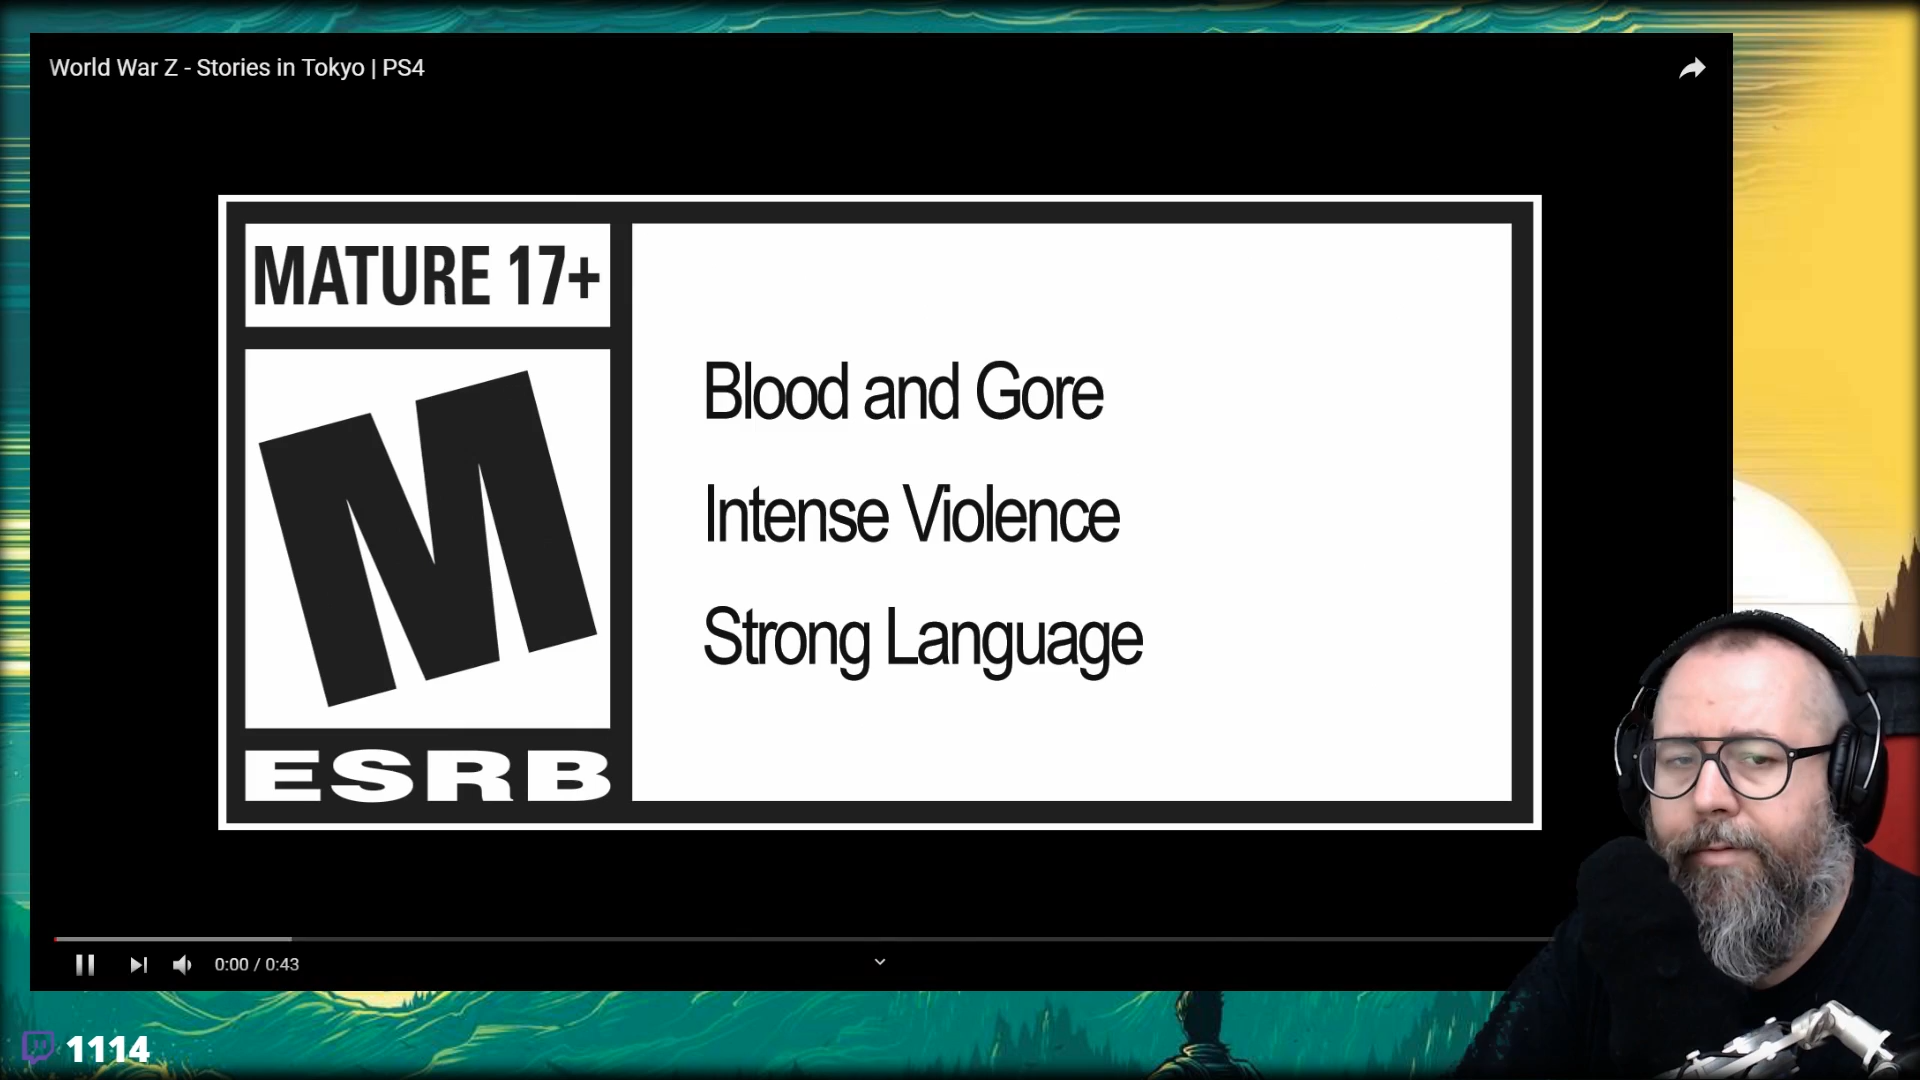 World War Z - Stories in Tokyo | PS4
MATURE 17+
M
ESRB
Blood and Gore
Intense Violence
Strong Language
0:00 / 0:43
1114